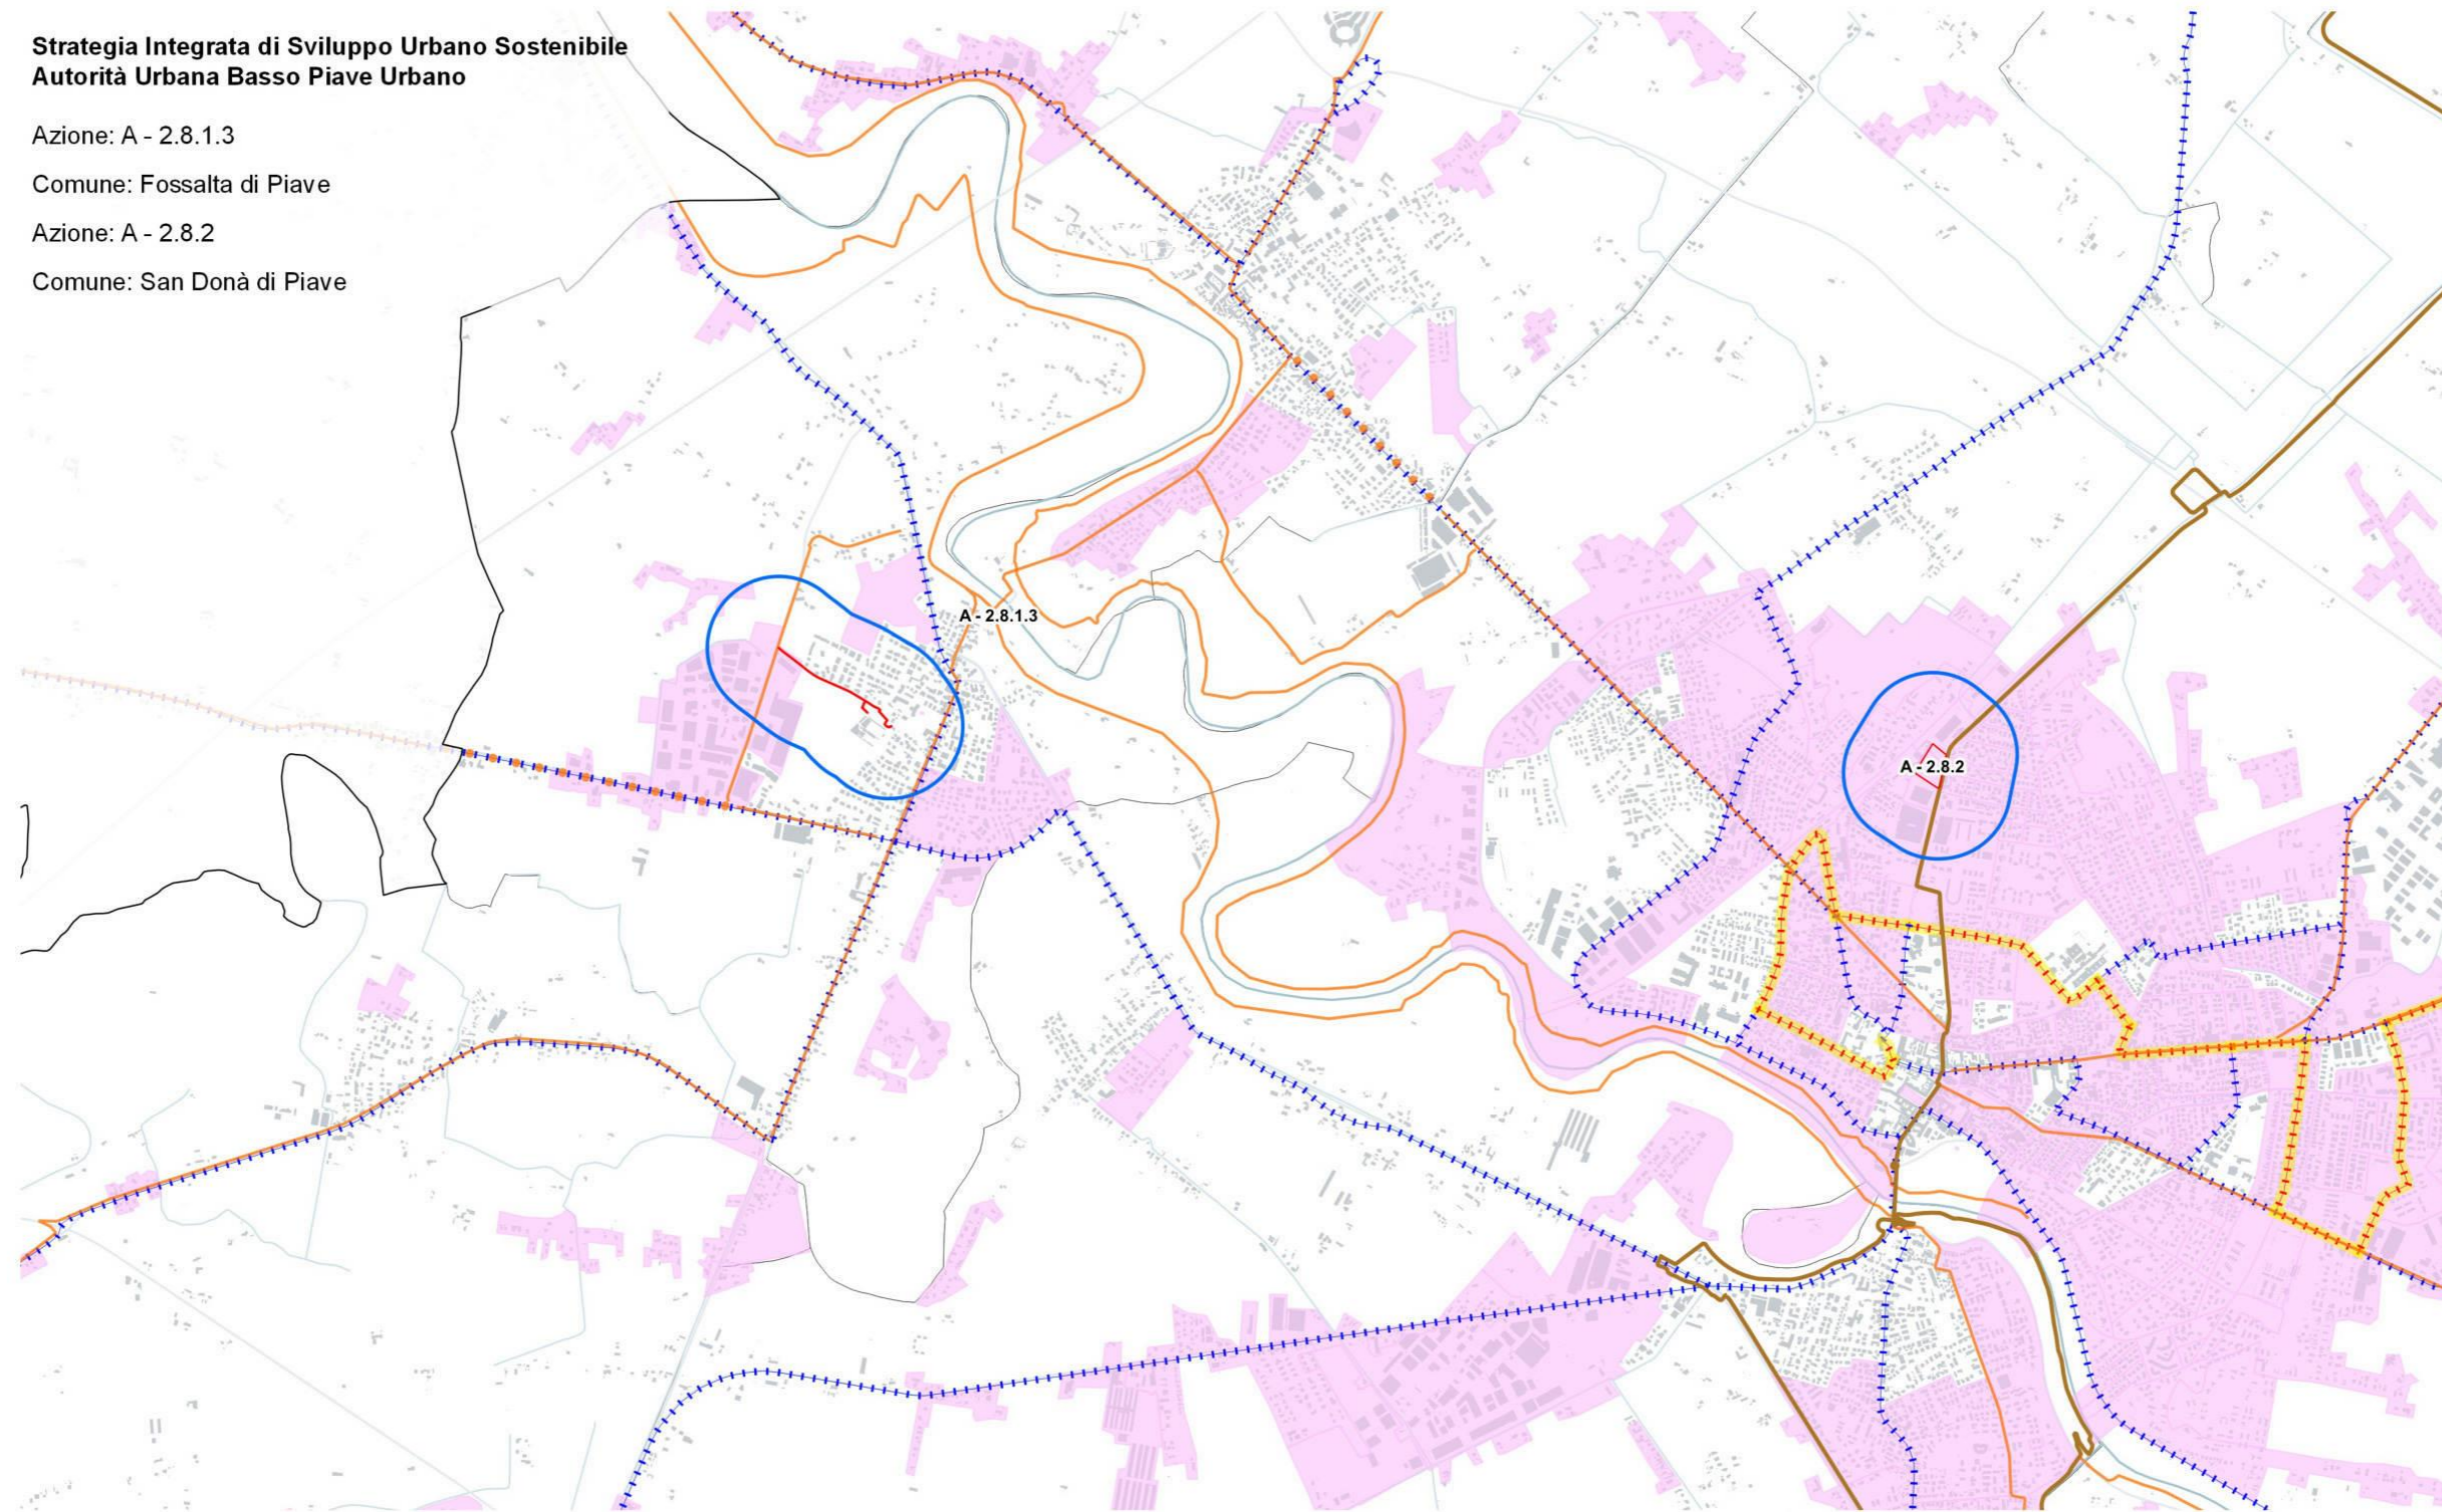 Strategia Integrata di Sviluppo Urbano Sostenibile
Autorità Urbana Basso Piave Urbano
Azione: A - 2.8.1.3
Comune: Fossalta di Piave
Azione: A - 2.8.2
Comune: San Donà di Piave
A - 2.8.1.3
A - 2.8.2